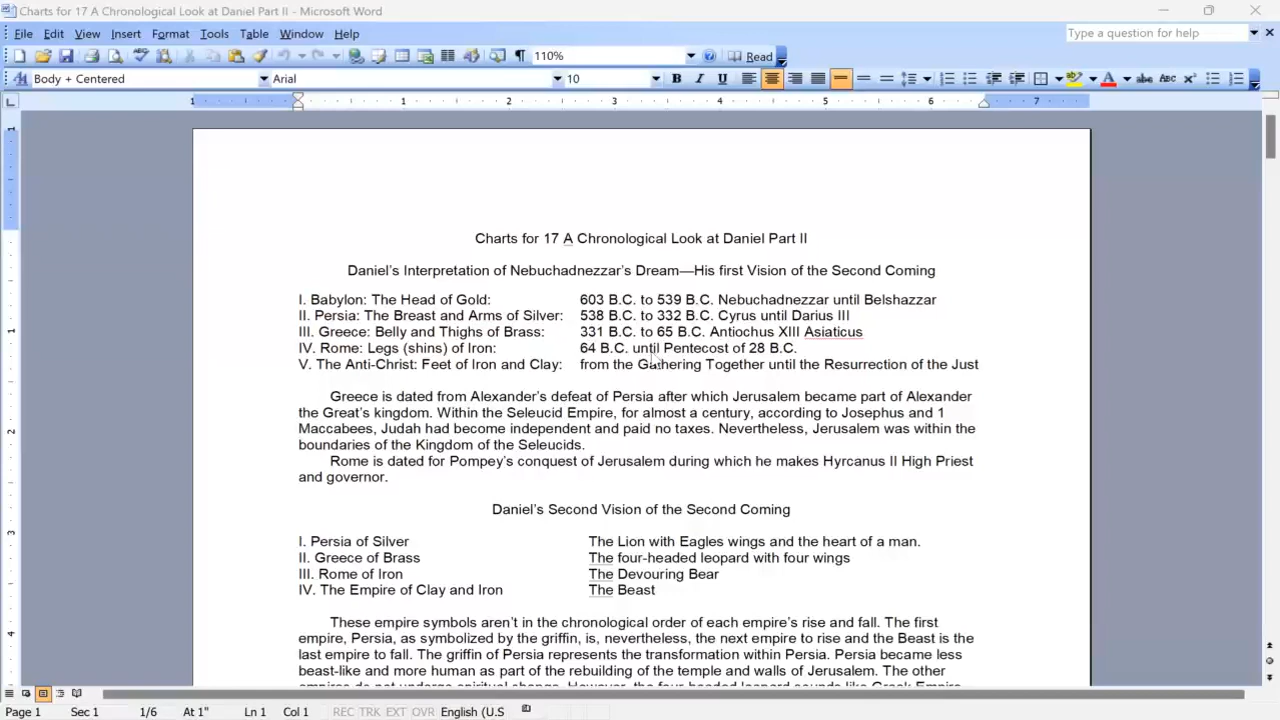 Charts for 17 A Chronological Look at Daniel Part II - Microsoft Word
File Edit View Insert Format Tools Table Window Help
Type a question for help
110%
Read
Body + Centered
Arial
10
B I U
abc ABC
1 1 2 3 4 5 6 7
Charts for 17 A Chronological Look at Daniel Part II
Daniel's Interpretation of Nebuchadnezzar's Dream—His first Vision of the Second Coming
I. Babylon: The Head of Gold: 603 B.C. to 539 B.C. Nebuchadnezzar until Belshazzar
II. Persia: The Breast and Arms of Silver: 538 B.C. to 332 B.C. Cyrus until Darius III
III. Greece: Belly and Thighs of Brass: 331 B.C. to 65 B.C. Antiochus XIII Asiaticus
IV. Rome: Legs (shins) of Iron: 64 B.C. until Pentecost of 28 B.C.
V. The Anti-Christ: Feet of Iron and Clay: from the Gathering Together until the Resurrection of the Just
Greece is dated from Alexander's defeat of Persia after which Jerusalem became part of Alexander
the Great's kingdom. Within the Seleucid Empire, for almost a century, according to Josephus and 1
Maccabees, Judah had become independent and paid no taxes. Nevertheless, Jerusalem was within the
boundaries of the Kingdom of the Seleucids.
Rome is dated for Pompey's conquest of Jerusalem during which he makes Hyrcanus II High Priest
and governor.
Daniel's Second Vision of the Second Coming
I. Persia of Silver The Lion with Eagles wings and the heart of a man.
II. Greece of Brass The four-headed leopard with four wings
III. Rome of Iron The Devouring Bear
IV. The Empire of Clay and Iron The Beast
These empire symbols aren't in the chronological order of each empire's rise and fall. The first
empire, Persia, as symbolized by the griffin, is, nevertheless, the next empire to rise and the Beast is the
last empire to fall. The griffin of Persia represents the transformation within Persia. Persia became less
beast-like and more human as part of the rebuilding of the temple and walls of Jerusalem. The other
Page 1 Sec 1 1/6 At 1" Ln 1 Col 1 REC TRK EXT OVR English (U.S